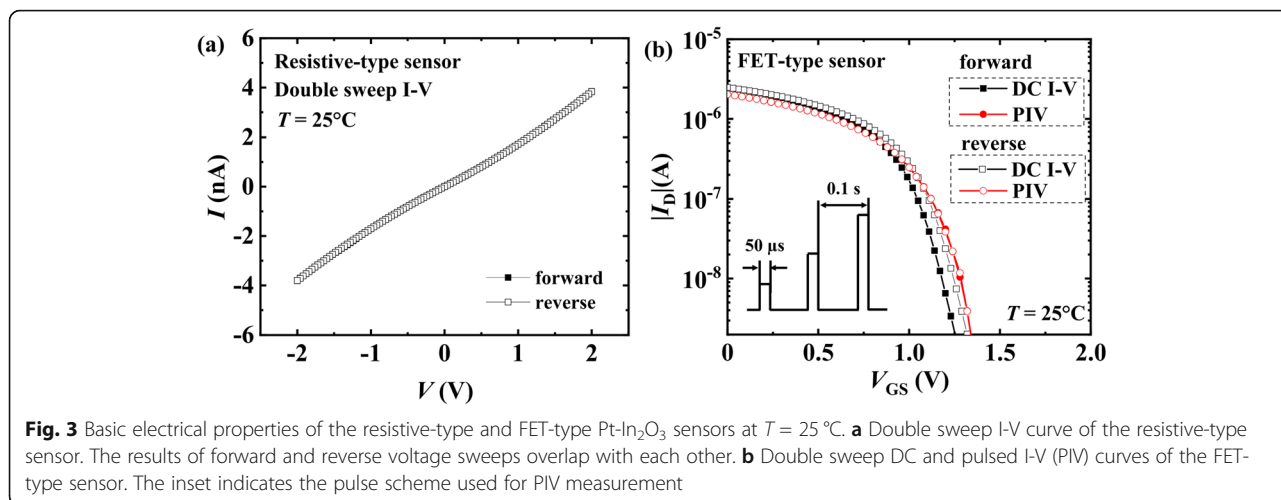 (a)
Resistive-type sensor
Double sweep I-V
T = 25°C
I (nA)
6
4
2
0
-2
-4
-6
forward
reverse
-2
-1
0
1
2
V (V)
(b)
FET-type sensor
forward
DC I-V
PIV
reverse
DC I-V
PIV
|I_D|(A)
10⁻⁵
10⁻⁶
10⁻⁷
10⁻⁸
0.1 s
50 µs
T = 25°C
0
0.5
1.0
1.5
2.0
V_GS (V)
Fig. 3 Basic electrical properties of the resistive-type and FET-type Pt-In₂O₃ sensors at T = 25 °C. a Double sweep I-V curve of the resistive-type
sensor. The results of forward and reverse voltage sweeps overlap with each other. b Double sweep DC and pulsed I-V (PIV) curves of the FET-
type sensor. The inset indicates the pulse scheme used for PIV measurement